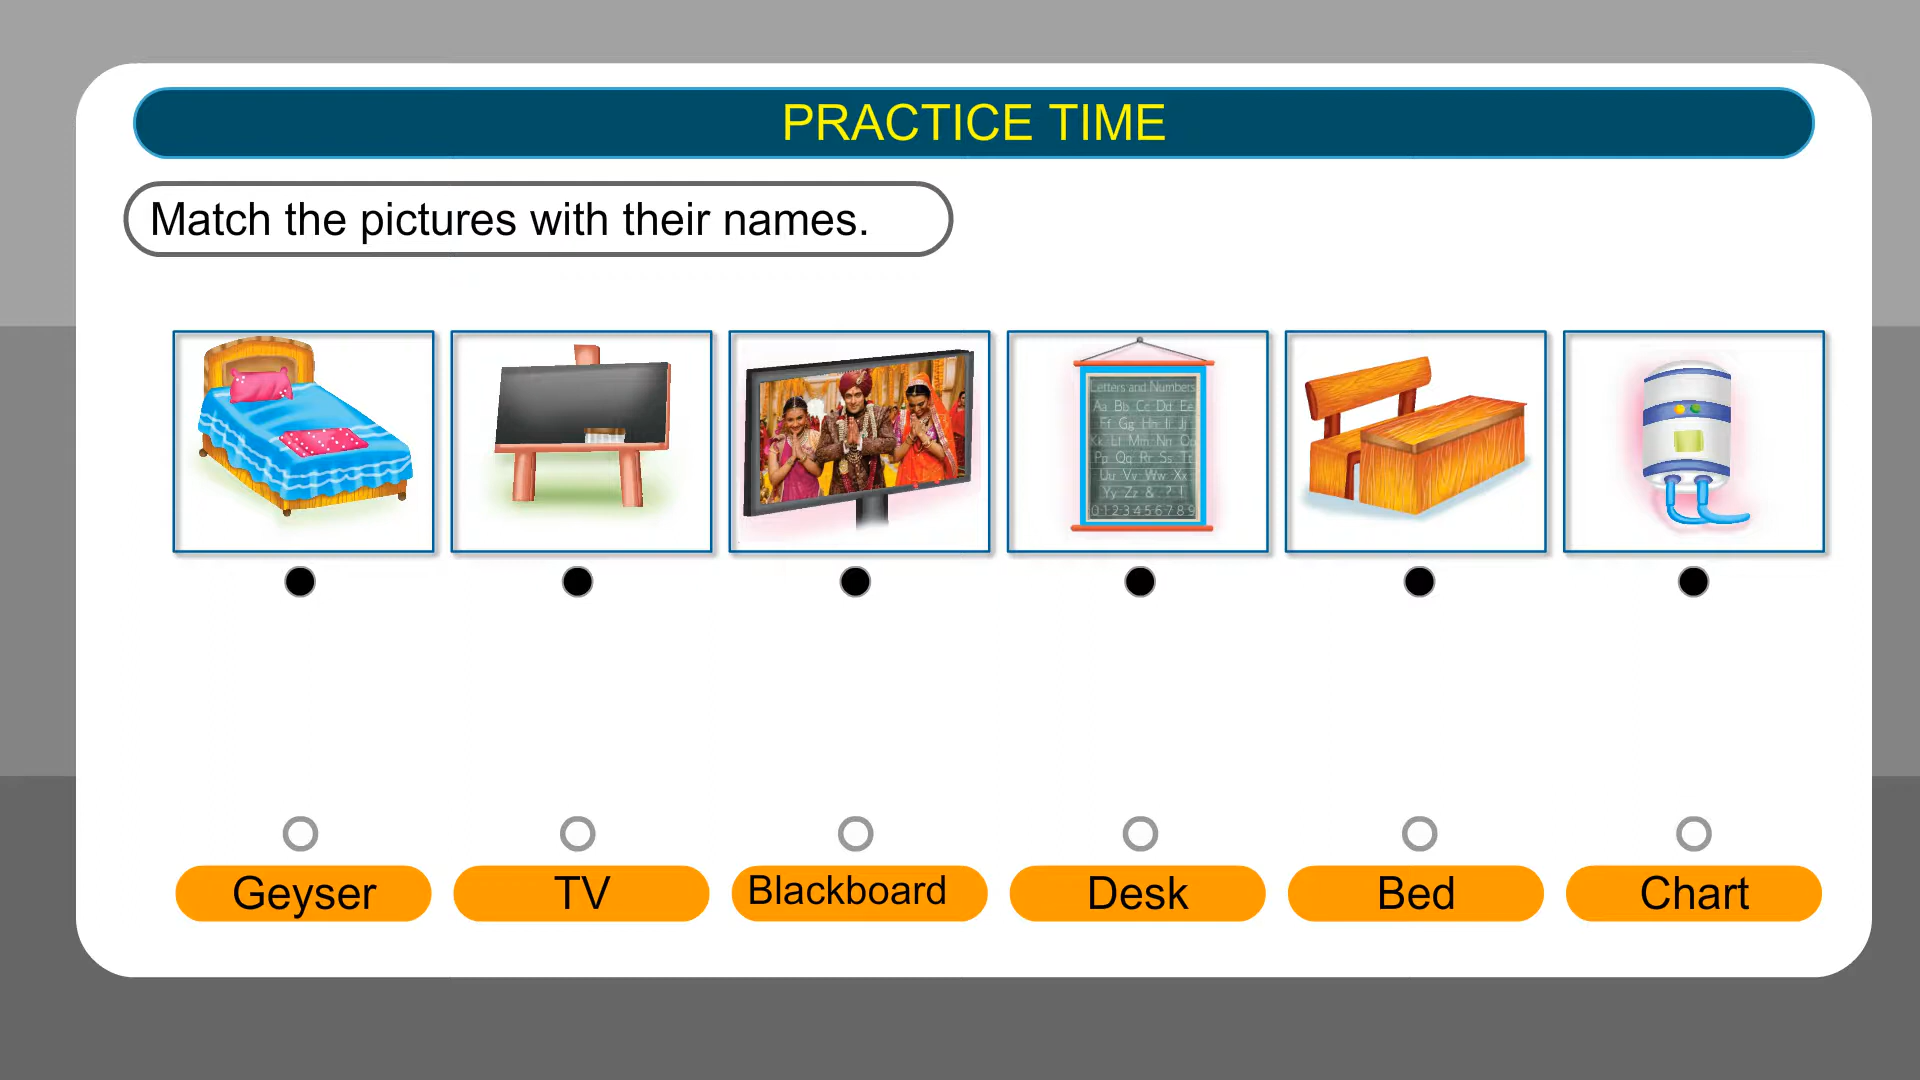 PRACTICE TIME
Match the pictures with their names.
Letters and Numbers
Aa Bb Cc Dd Ee
Ff Gg Hh Ii Jj
Kk Ll Mm Nn Oo
Pp Qq Rr Ss Tt
Uu Vv Ww Xx
Yy Zz & . ? !
0 1 2 3 4 5 6 7 8 9
Geyser
TV
Blackboard
Desk
Bed
Chart